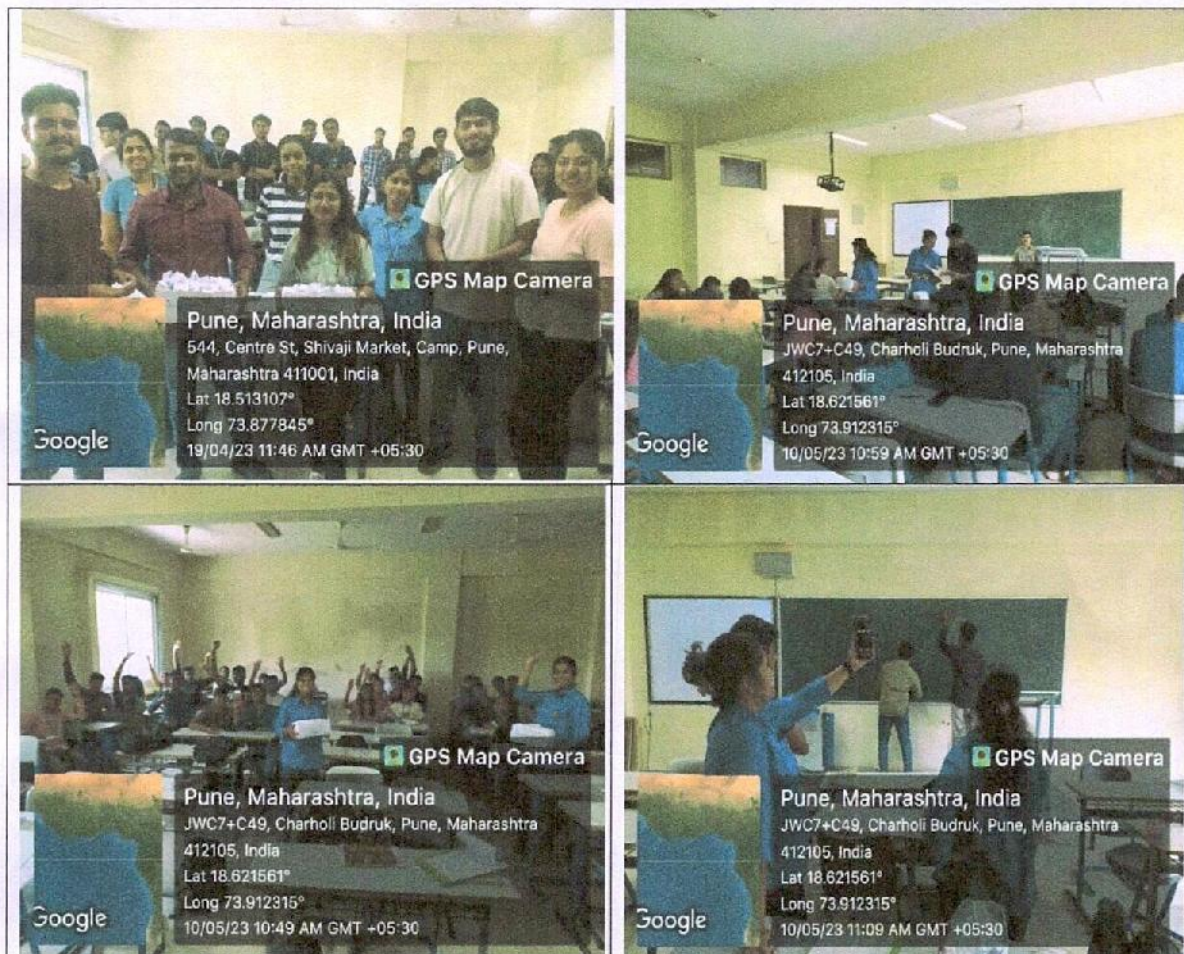 GPS Map Camera
Pune, Maharashtra, India
544, Centre St, Shivaji Market, Camp, Pune,
Maharashtra 411001, India
Lat 18.513107°
Long 73.877845°
19/04/23 11:46 AM GMT +05:30
Google
GPS Map Camera
Pune, Maharashtra, India
JWC7+C49, Charholi Budruk, Pune, Maharashtra
412105, India
Lat 18.621561°
Long 73.912315°
10/05/23 10:59 AM GMT +05:30
Google
GPS Map Camera
Pune, Maharashtra, India
JWC7+C49, Charholi Budruk, Pune, Maharashtra
412105, India
Lat 18.621561°
Long 73.912315°
10/05/23 10:49 AM GMT +05:30
Google
GPS Map Camera
Pune, Maharashtra, India
JWC7+C49, Charholi Budruk, Pune, Maharashtra
412105, India
Lat 18.621561°
Long 73.912315°
10/05/23 11:09 AM GMT +05:30
Google